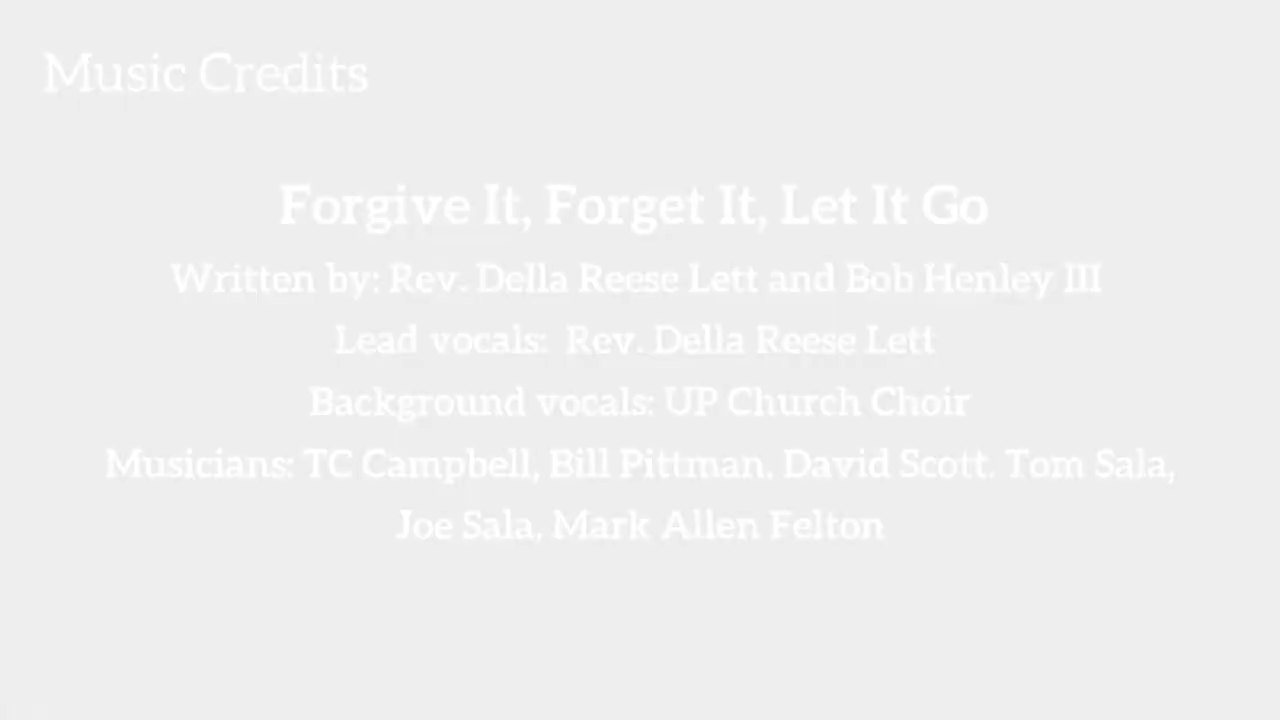 Music Credits
Forgive It, Forget It, Let It Go
Written by: Rev. Della Reese Lett and Bob Henley III
Lead vocals: Rev. Della Reese Lett
Background vocals: UP Church Choir
Musicians: TC Campbell, Bill Pittman. David Scott. Tom Sala,
Joe Sala, Mark Allen Felton